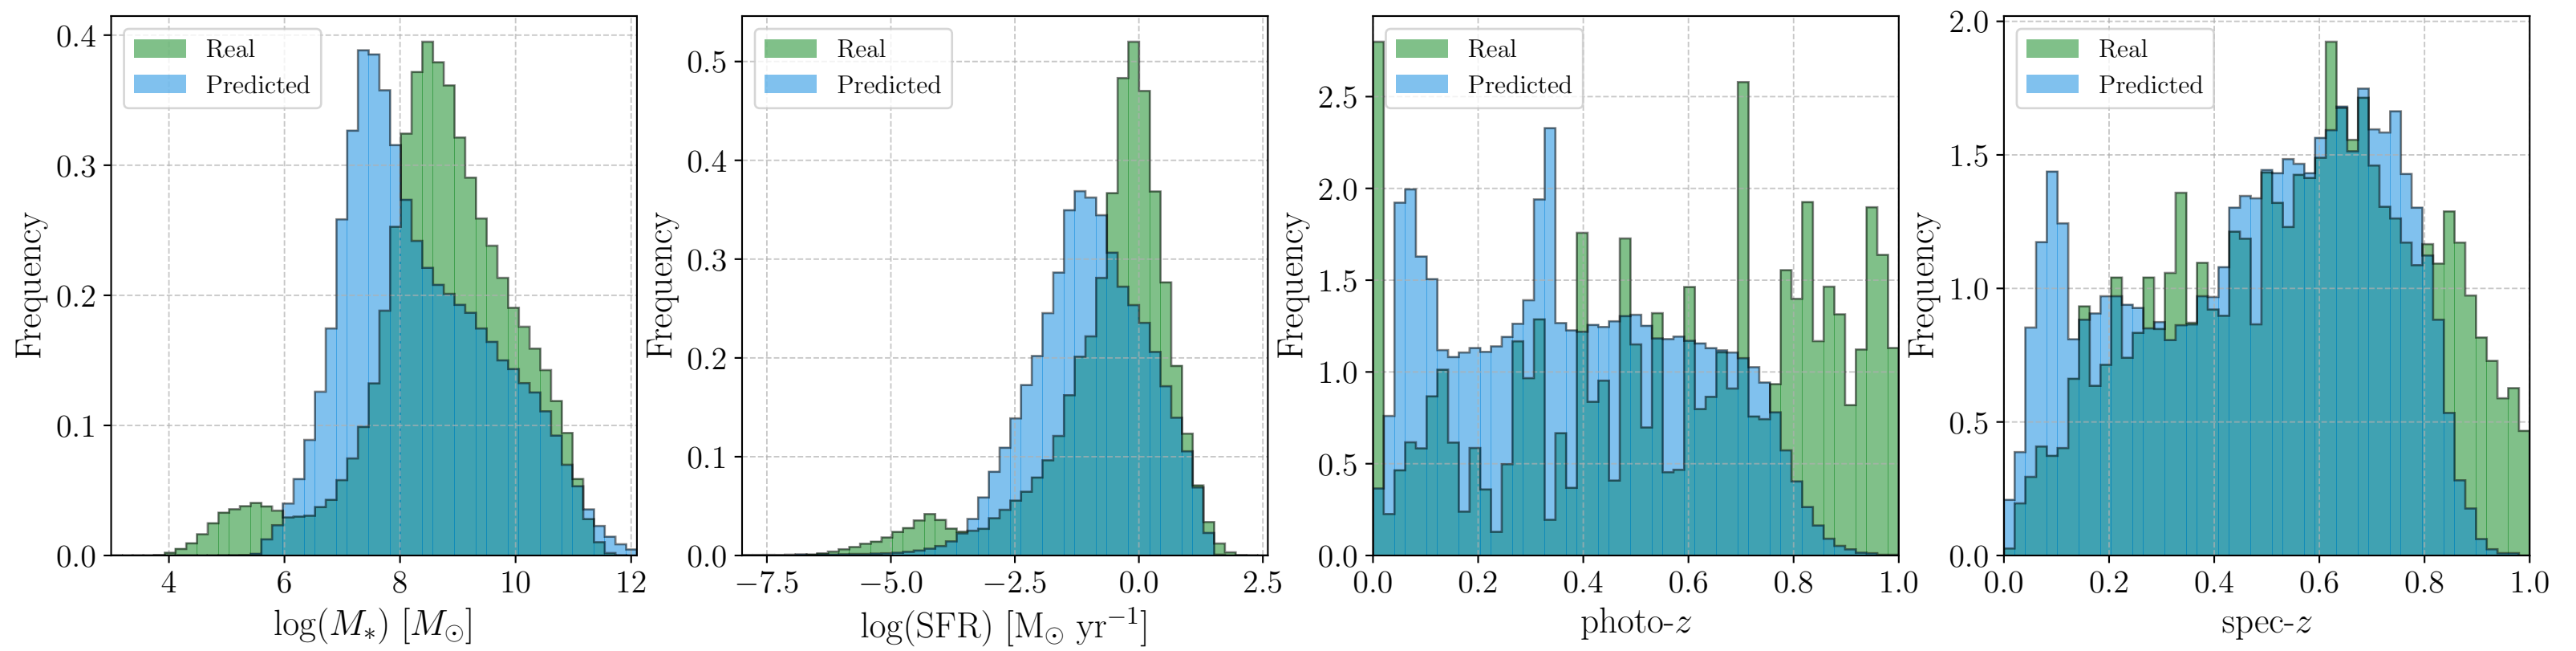 Real
Predicted
Frequency
0.0
0.1
0.2
0.3
0.4
4
6
8
10
12
log(M∗) [M⊙]
Real
Predicted
Frequency
0.0
0.1
0.2
0.3
0.4
0.5
−7.5
−5.0
−2.5
0.0
2.5
log(SFR) [M⊙ yr⁻¹]
Real
Predicted
Frequency
0.0
0.5
1.0
1.5
2.0
2.5
0.0
0.2
0.4
0.6
0.8
1.0
photo-z
Real
Predicted
Frequency
0.0
0.5
1.0
1.5
2.0
0.0
0.2
0.4
0.6
0.8
1.0
spec-z